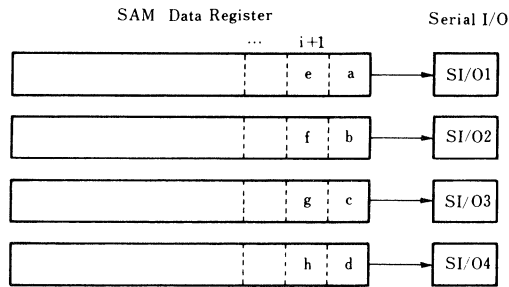 SAM Data Register Serial I/O
... i+1
e a SI/O1
f b SI/O2
g c SI/O3
h d SI/O4